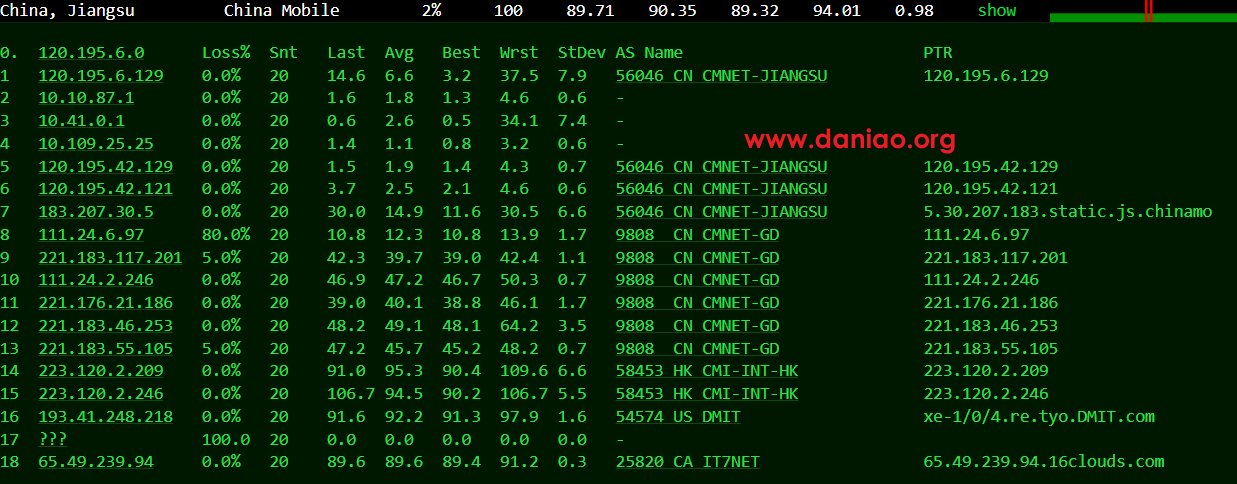 China, Jiangsu China Mobile 2% 100 89.71 90.35 89.32 94.01 0.98 show
0. 120.195.6.0 Loss% Snt Last Avg Best Wrst StDev AS Name PTR
1 120.195.6.129 0.0% 20 14.6 6.6 3.2 37.5 7.9 56046 CN CMNET-JIANGSU 120.195.6.129
2 10.10.87.1 0.0% 20 1.6 1.8 1.3 4.6 0.6 -
3 10.41.0.1 0.0% 20 0.6 2.6 0.5 34.1 7.4 -
www.daniao.org
4 10.109.25.25 0.0% 20 1.4 1.1 0.8 3.2 0.6 -
5 120.195.42.129 0.0% 20 1.5 1.9 1.4 4.3 0.7 56046 CN CMNET-JIANGSU 120.195.42.129
6 120.195.42.121 0.0% 20 3.7 2.5 2.1 4.6 0.6 56046 CN CMNET-JIANGSU 120.195.42.121
7 183.207.30.5 0.0% 20 30.0 14.9 11.6 30.5 6.6 56046 CN CMNET-JIANGSU 5.30.207.183.static.js.chinamo
8 111.24.6.97 80.0% 20 10.8 12.3 10.8 13.9 1.7 9808 CN CMNET-GD 111.24.6.97
9 221.183.117.201 5.0% 20 42.3 39.7 39.0 42.4 1.1 9808 CN CMNET-GD 221.183.117.201
10 111.24.2.246 0.0% 20 46.9 47.2 46.7 50.3 0.7 9808 CN CMNET-GD 111.24.2.246
11 221.176.21.186 0.0% 20 39.0 40.1 38.8 46.1 1.7 9808 CN CMNET-GD 221.176.21.186
12 221.183.46.253 0.0% 20 48.2 49.1 48.1 64.2 3.5 9808 CN CMNET-GD 221.183.46.253
13 221.183.55.105 5.0% 20 47.2 45.7 45.2 48.2 0.7 9808 CN CMNET-GD 221.183.55.105
14 223.120.2.209 0.0% 20 91.0 95.3 90.4 109.6 6.6 58453 HK CMI-INT-HK 223.120.2.209
15 223.120.2.246 0.0% 20 106.7 94.5 90.2 106.7 5.5 58453 HK CMI-INT-HK 223.120.2.246
16 193.41.248.218 0.0% 20 91.6 92.2 91.3 97.9 1.6 54574 US DMIT xe-1/0/4.re.tyo.DMIT.com
17 ??? 100.0 20 0.0 0.0 0.0 0.0 0.0 -
18 65.49.239.94 0.0% 20 89.6 89.6 89.4 91.2 0.3 25820 CA IT7NET 65.49.239.94.16clouds.com